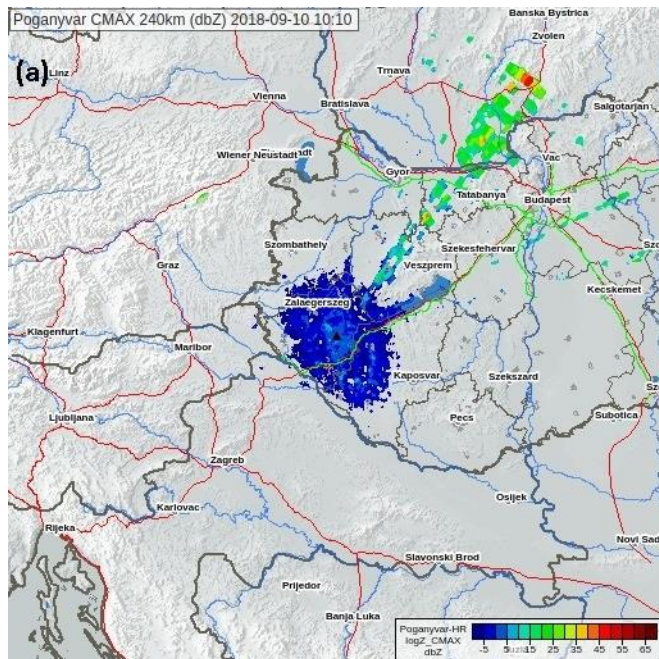 Poganyvar CMAX 240km (dbZ) 2018-09-10 10:10
Banska Bystrica
Zvolen
(a)
Linz
Trnava
Vienna
Bratislava
Salgotarjan
Wiener Neustadt
Vac
Gyor
Tatabanya
Budapest
Szombathely
Szekesfehervar
Veszprem
Graz
Kecskemet
Zalaegerszeg
Klagenfurt
Maribor
Kaposvar
Szekszard
Ljubljana
Pecs
Subotica
Zagreb
Karlovac
Osijek
Rijeka
Novi Sad
Slavonski Brod
Prijedor
Banja Luka
Poganyvar-HR
logZ_CMAX
dbZ
-5 5 15 25 35 45 55 65